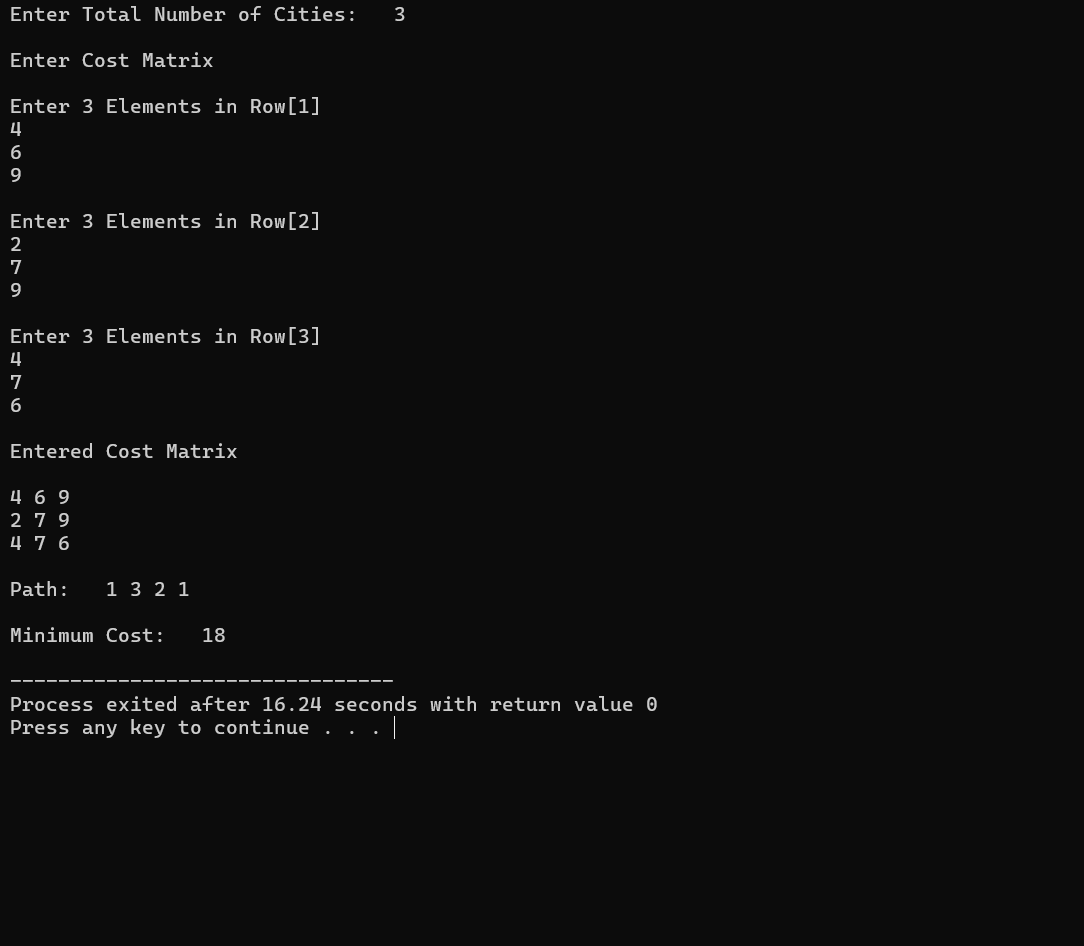 Enter Total Number of Cities:   3
Enter Cost Matrix
Enter 3 Elements in Row[1]
4
6
9
Enter 3 Elements in Row[2]
2
7
9
Enter 3 Elements in Row[3]
4
7
6
Entered Cost Matrix
4 6 9
2 7 9
4 7 6
Path:   1 3 2 1
Minimum Cost:   18
--------------------------------
Process exited after 16.24 seconds with return value 0
Press any key to continue . . .